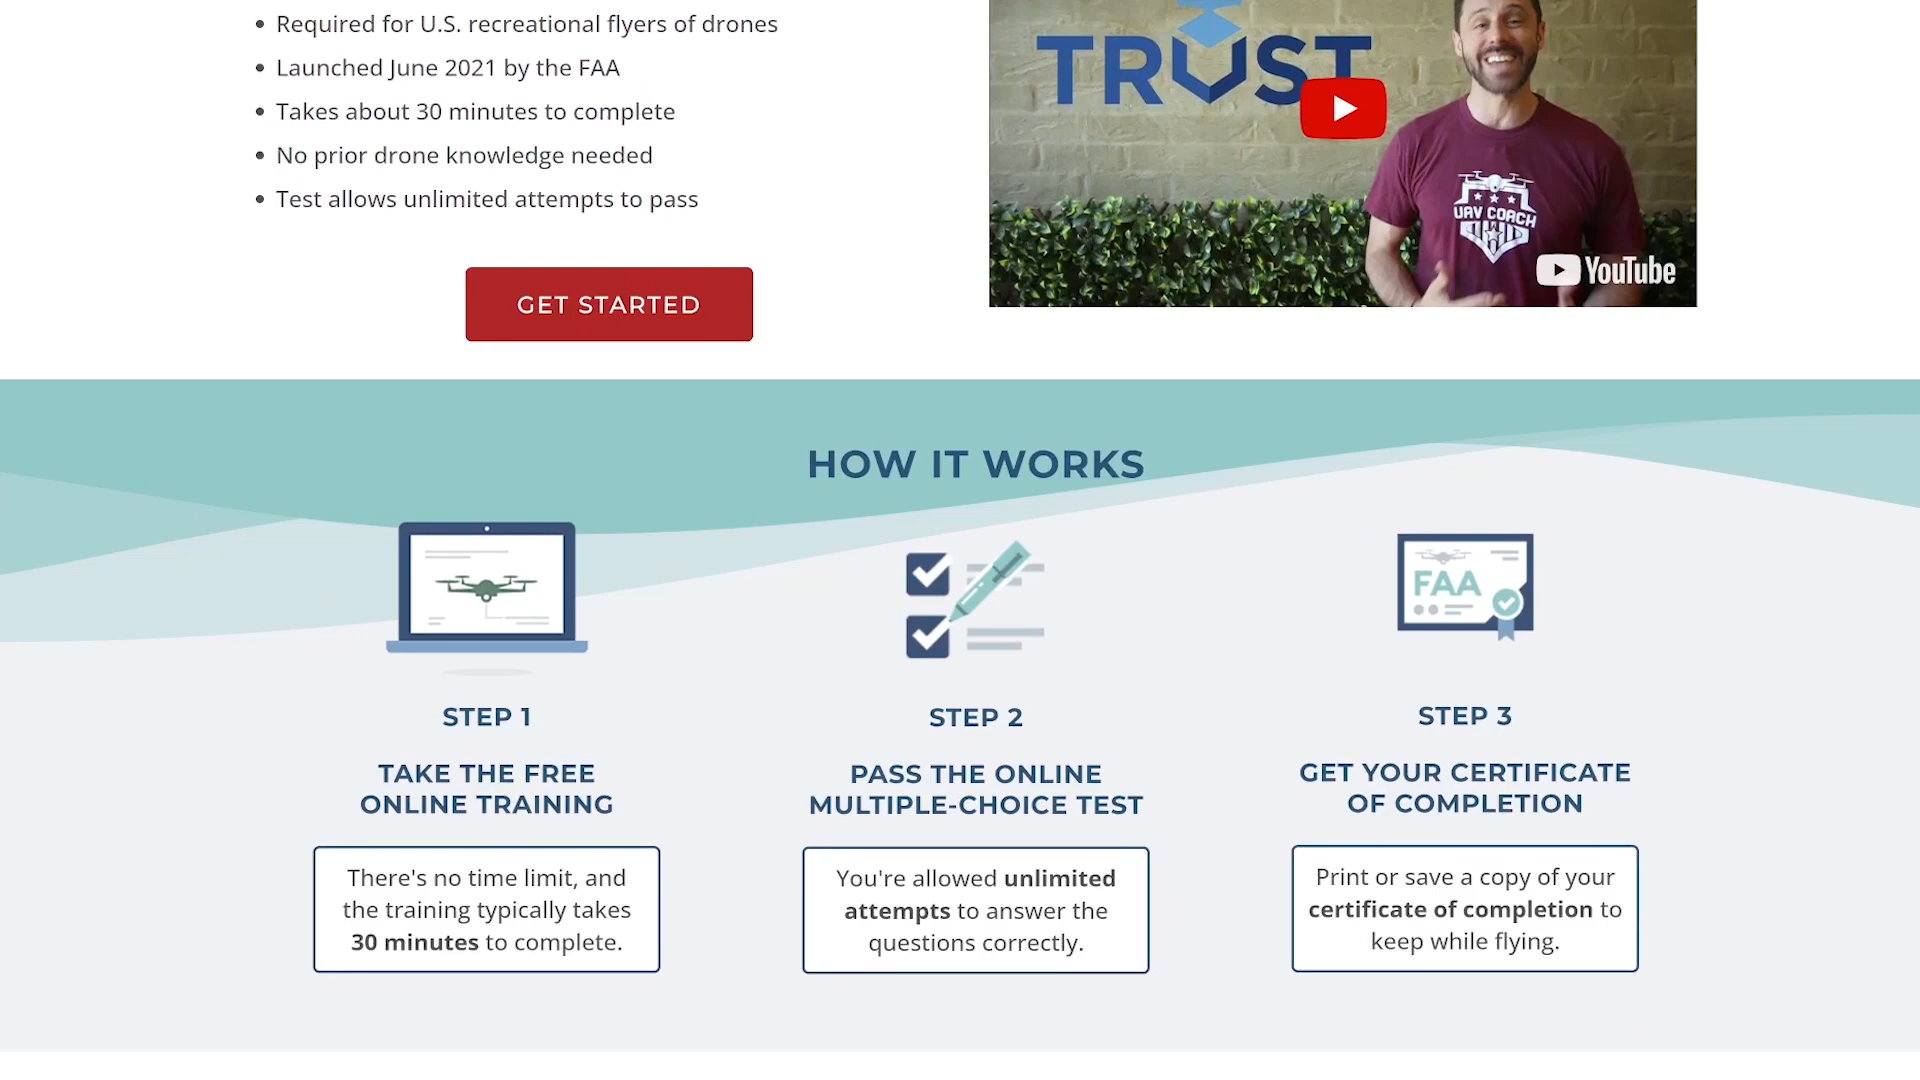 Required for U.S. recreational flyers of drones
Launched June 2021 by the FAA
Takes about 30 minutes to complete
No prior drone knowledge needed
Test allows unlimited attempts to pass
GET STARTED
TRUST
UAV COACH
YouTube
HOW IT WORKS
FAA
STEP 1
TAKE THE FREE
ONLINE TRAINING
There's no time limit, and
the training typically takes
30 minutes to complete.
STEP 2
PASS THE ONLINE
MULTIPLE-CHOICE TEST
You're allowed unlimited
attempts to answer the
questions correctly.
STEP 3
GET YOUR CERTIFICATE
OF COMPLETION
Print or save a copy of your
certificate of completion to
keep while flying.